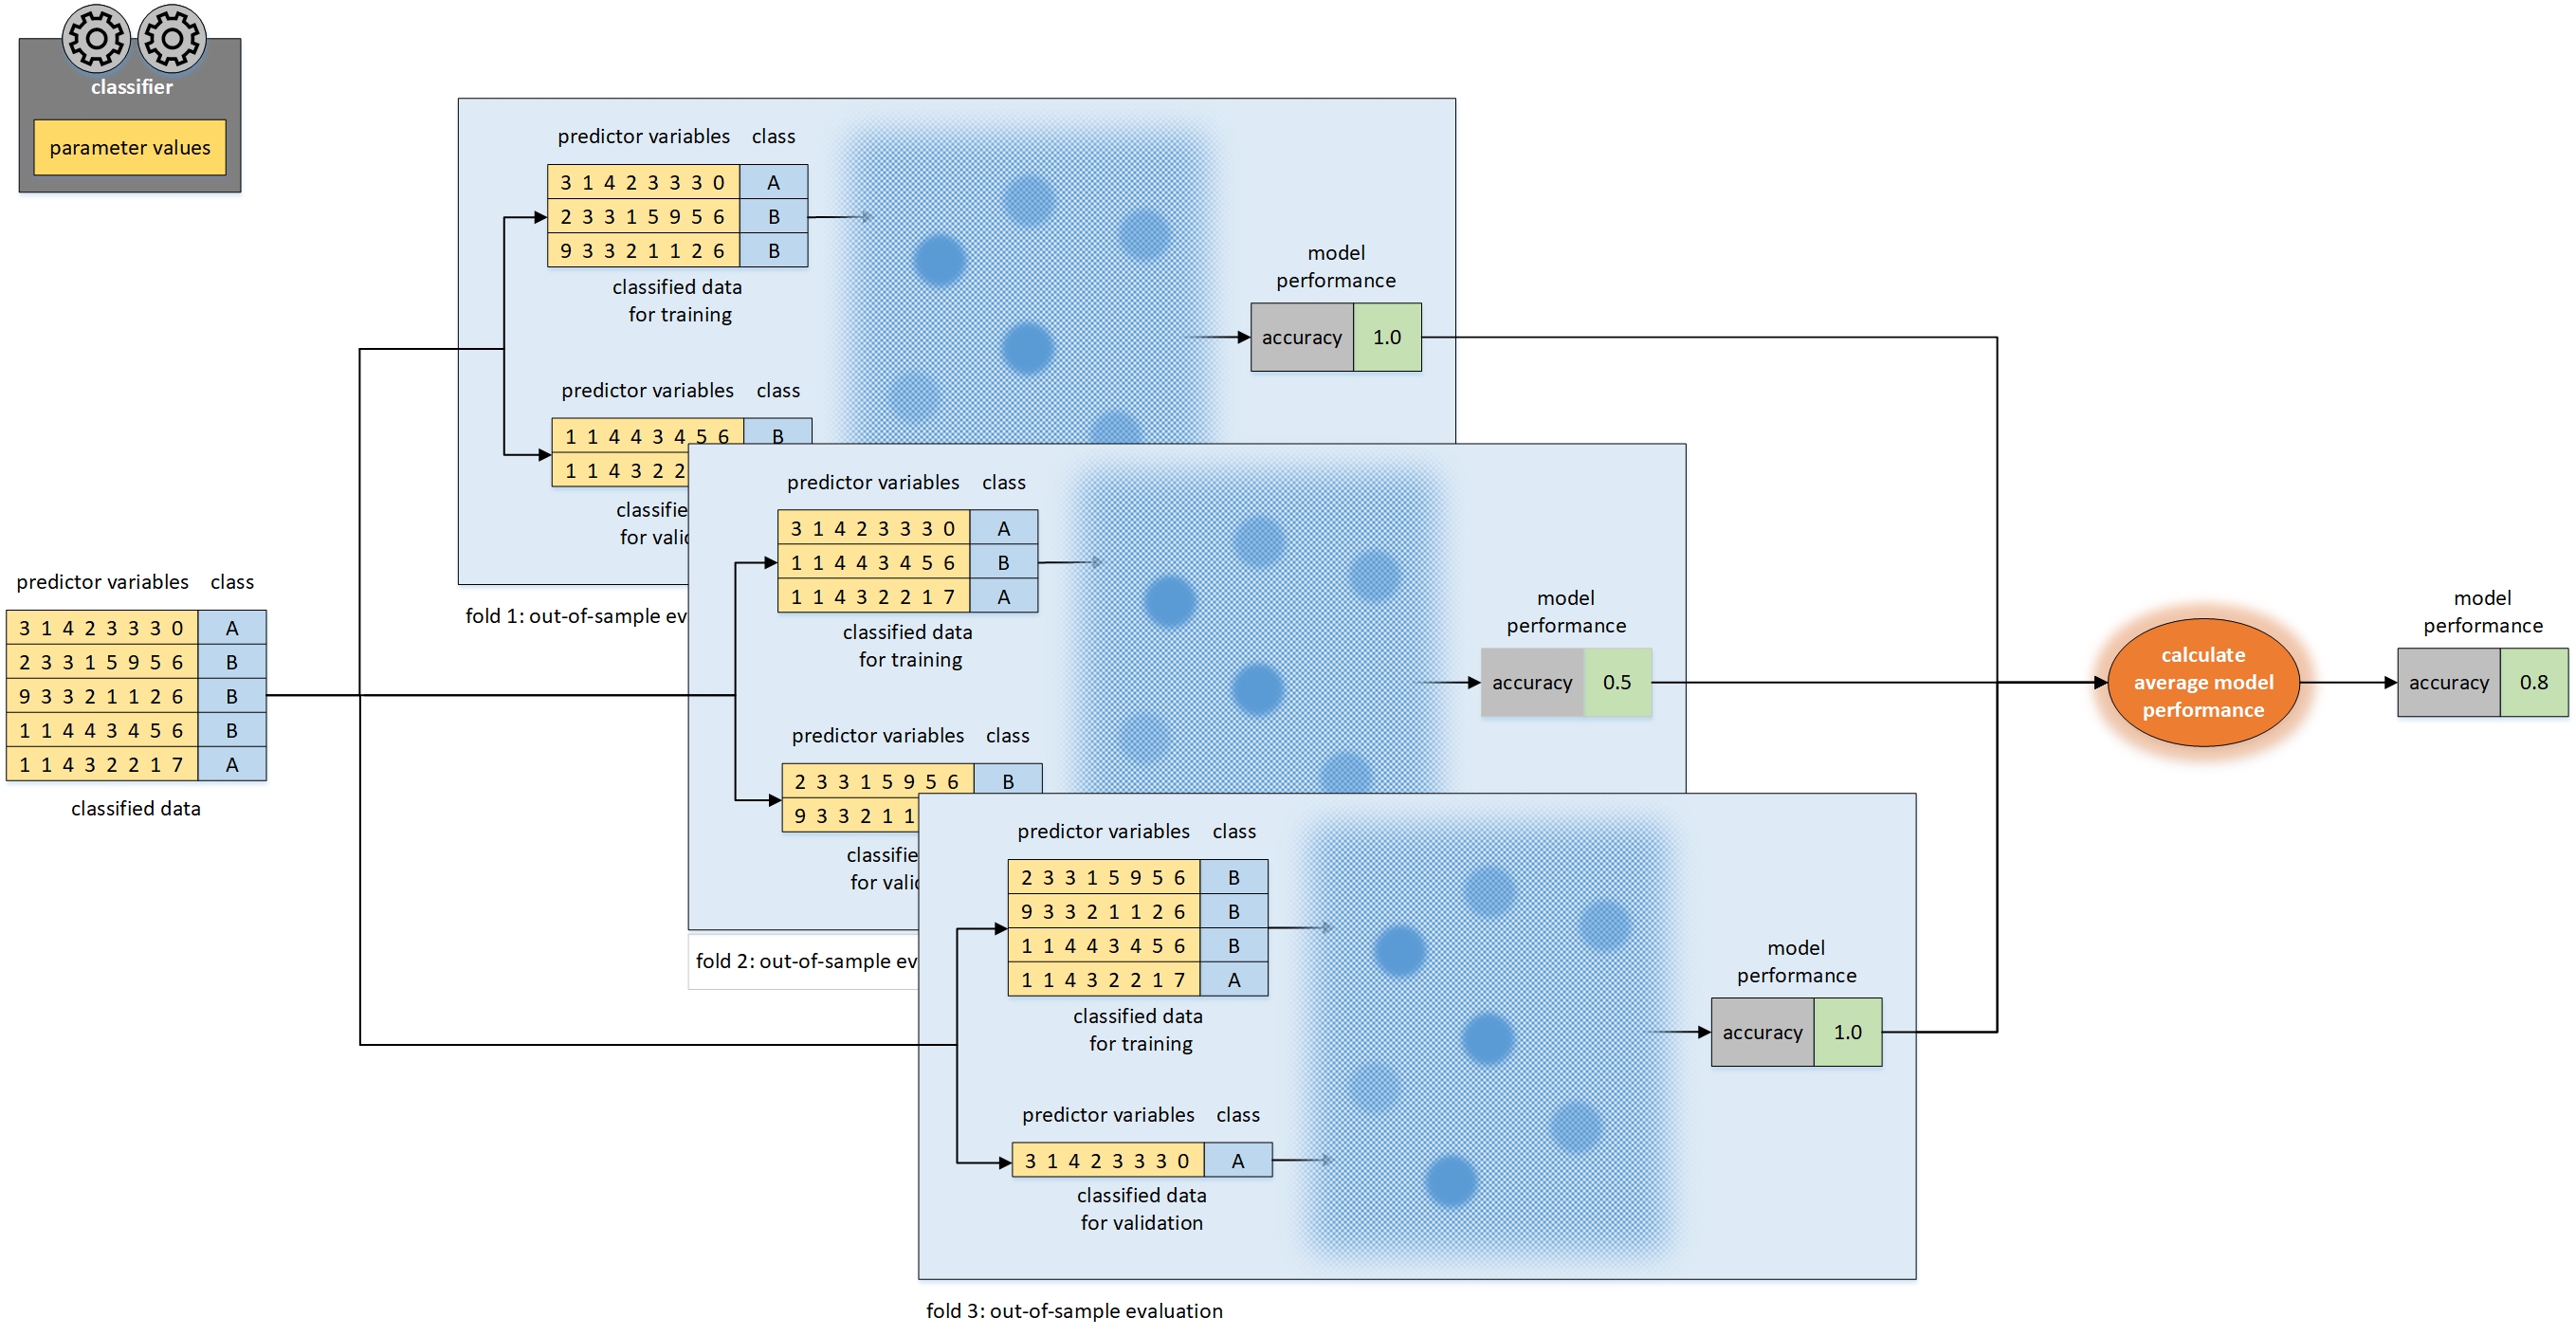 classifier
parameter values
predictor variables class
3 1 4 2 3 3 3 0 A
2 3 3 1 5 9 5 6 B
9 3 3 2 1 1 2 6 B
classified data
for training
predictor variables class
1 1 4 4 3 4 5 6 B
1 1 4 3 2 2
classifie
for valid
fold 1: out-of-sample ev
model
performance
accuracy 1.0
predictor variables class
3 1 4 2 3 3 3 0 A
2 3 3 1 5 9 5 6 B
9 3 3 2 1 1 2 6 B
1 1 4 4 3 4 5 6 B
1 1 4 3 2 2 1 7 A
classified data
predictor variables class
3 1 4 2 3 3 3 0 A
1 1 4 4 3 4 5 6 B
1 1 4 3 2 2 1 7 A
classified data
for training
predictor variables class
2 3 3 1 5 9 5 6 B
9 3 3 2 1 1
classifie
for valid
fold 2: out-of-sample ev
model
performance
accuracy 0.5
predictor variables class
2 3 3 1 5 9 5 6 B
9 3 3 2 1 1 2 6 B
1 1 4 4 3 4 5 6 B
1 1 4 3 2 2 1 7 A
classified data
for training
predictor variables class
3 1 4 2 3 3 3 0 A
classified data
for validation
fold 3: out-of-sample evaluation
model
performance
accuracy 1.0
calculate
average model
performance
model
performance
accuracy 0.8